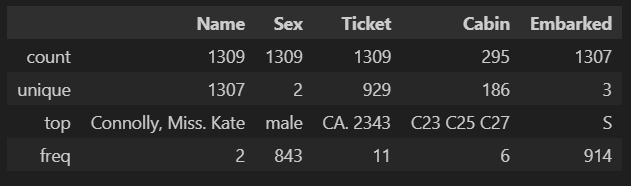 Name Sex Ticket Cabin Embarked
count 1309 1309 1309 295 1307
unique 1307 2 929 186 3
top Connolly, Miss. Kate male CA. 2343 C23 C25 C27 S
freq 2 843 11 6 914